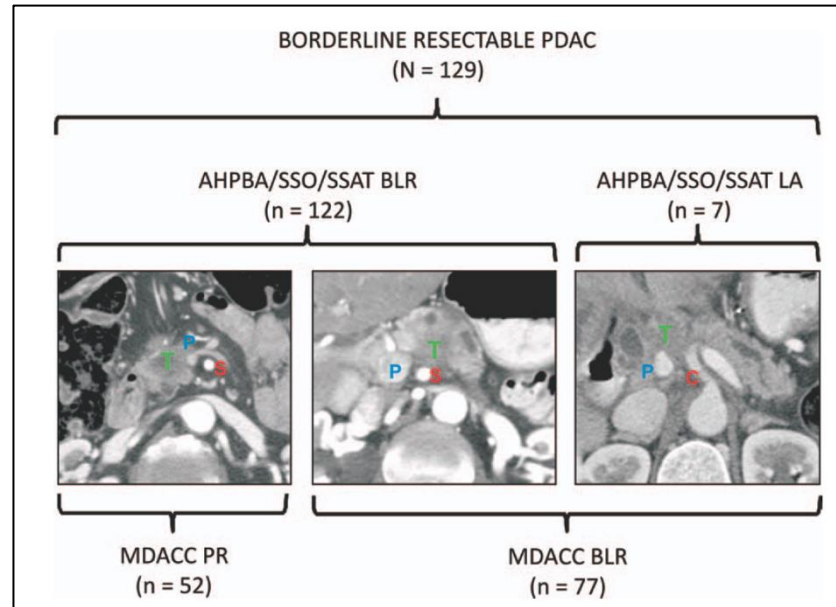 BORDERLINE RESECTABLE PDAC
(N = 129)
AHPBA/SSO/SSAT BLR
(n = 122)
AHPBA/SSO/SSAT LA
(n = 7)
P
T
S
T
P
S
T
P
C
MDACC PR
(n = 52)
MDACC BLR
(n = 77)